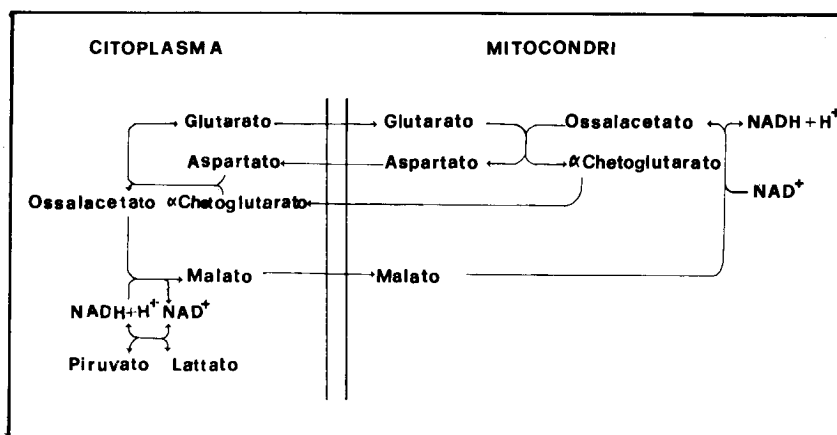 CITOPLASMA MITOCONDRI
Glutarato Glutarato Ossalacetato NADH+H+
Aspartato Aspartato αChetoglutarato
Ossalacetato αChetoglutarato NAD+
Malato Malato
NADH+H+ NAD+
Piruvato Lattato